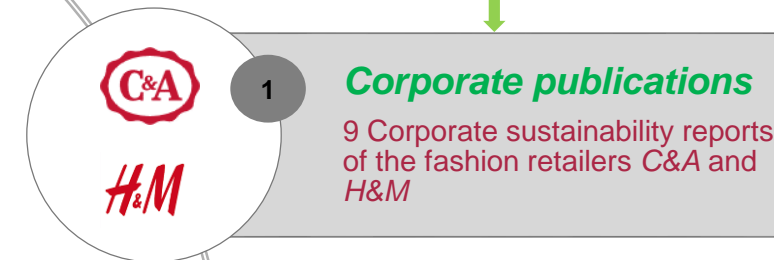 C&A
1
Corporate publications
9 Corporate sustainability reports
of the fashion retailers C&A and
H&M
H&M